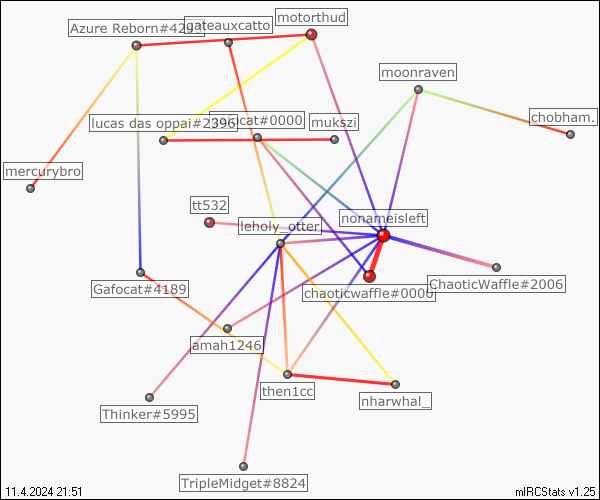 motorthud
gateauxcatto
Azure Reborn#42
moonraven
chobham.
lucas das oppai#2396
cat#0000
mukszi
mercurybro
tt532
nonameisleft
leholy_otter
ChaoticWaffle#2006
Gafocat#4189
chaoticwaffle#0000
amah1246
then1cc
nharwhal_
Thinker#5995
TripleMidget#8824
11.4.2024 21:51
mIRCStats v1.25